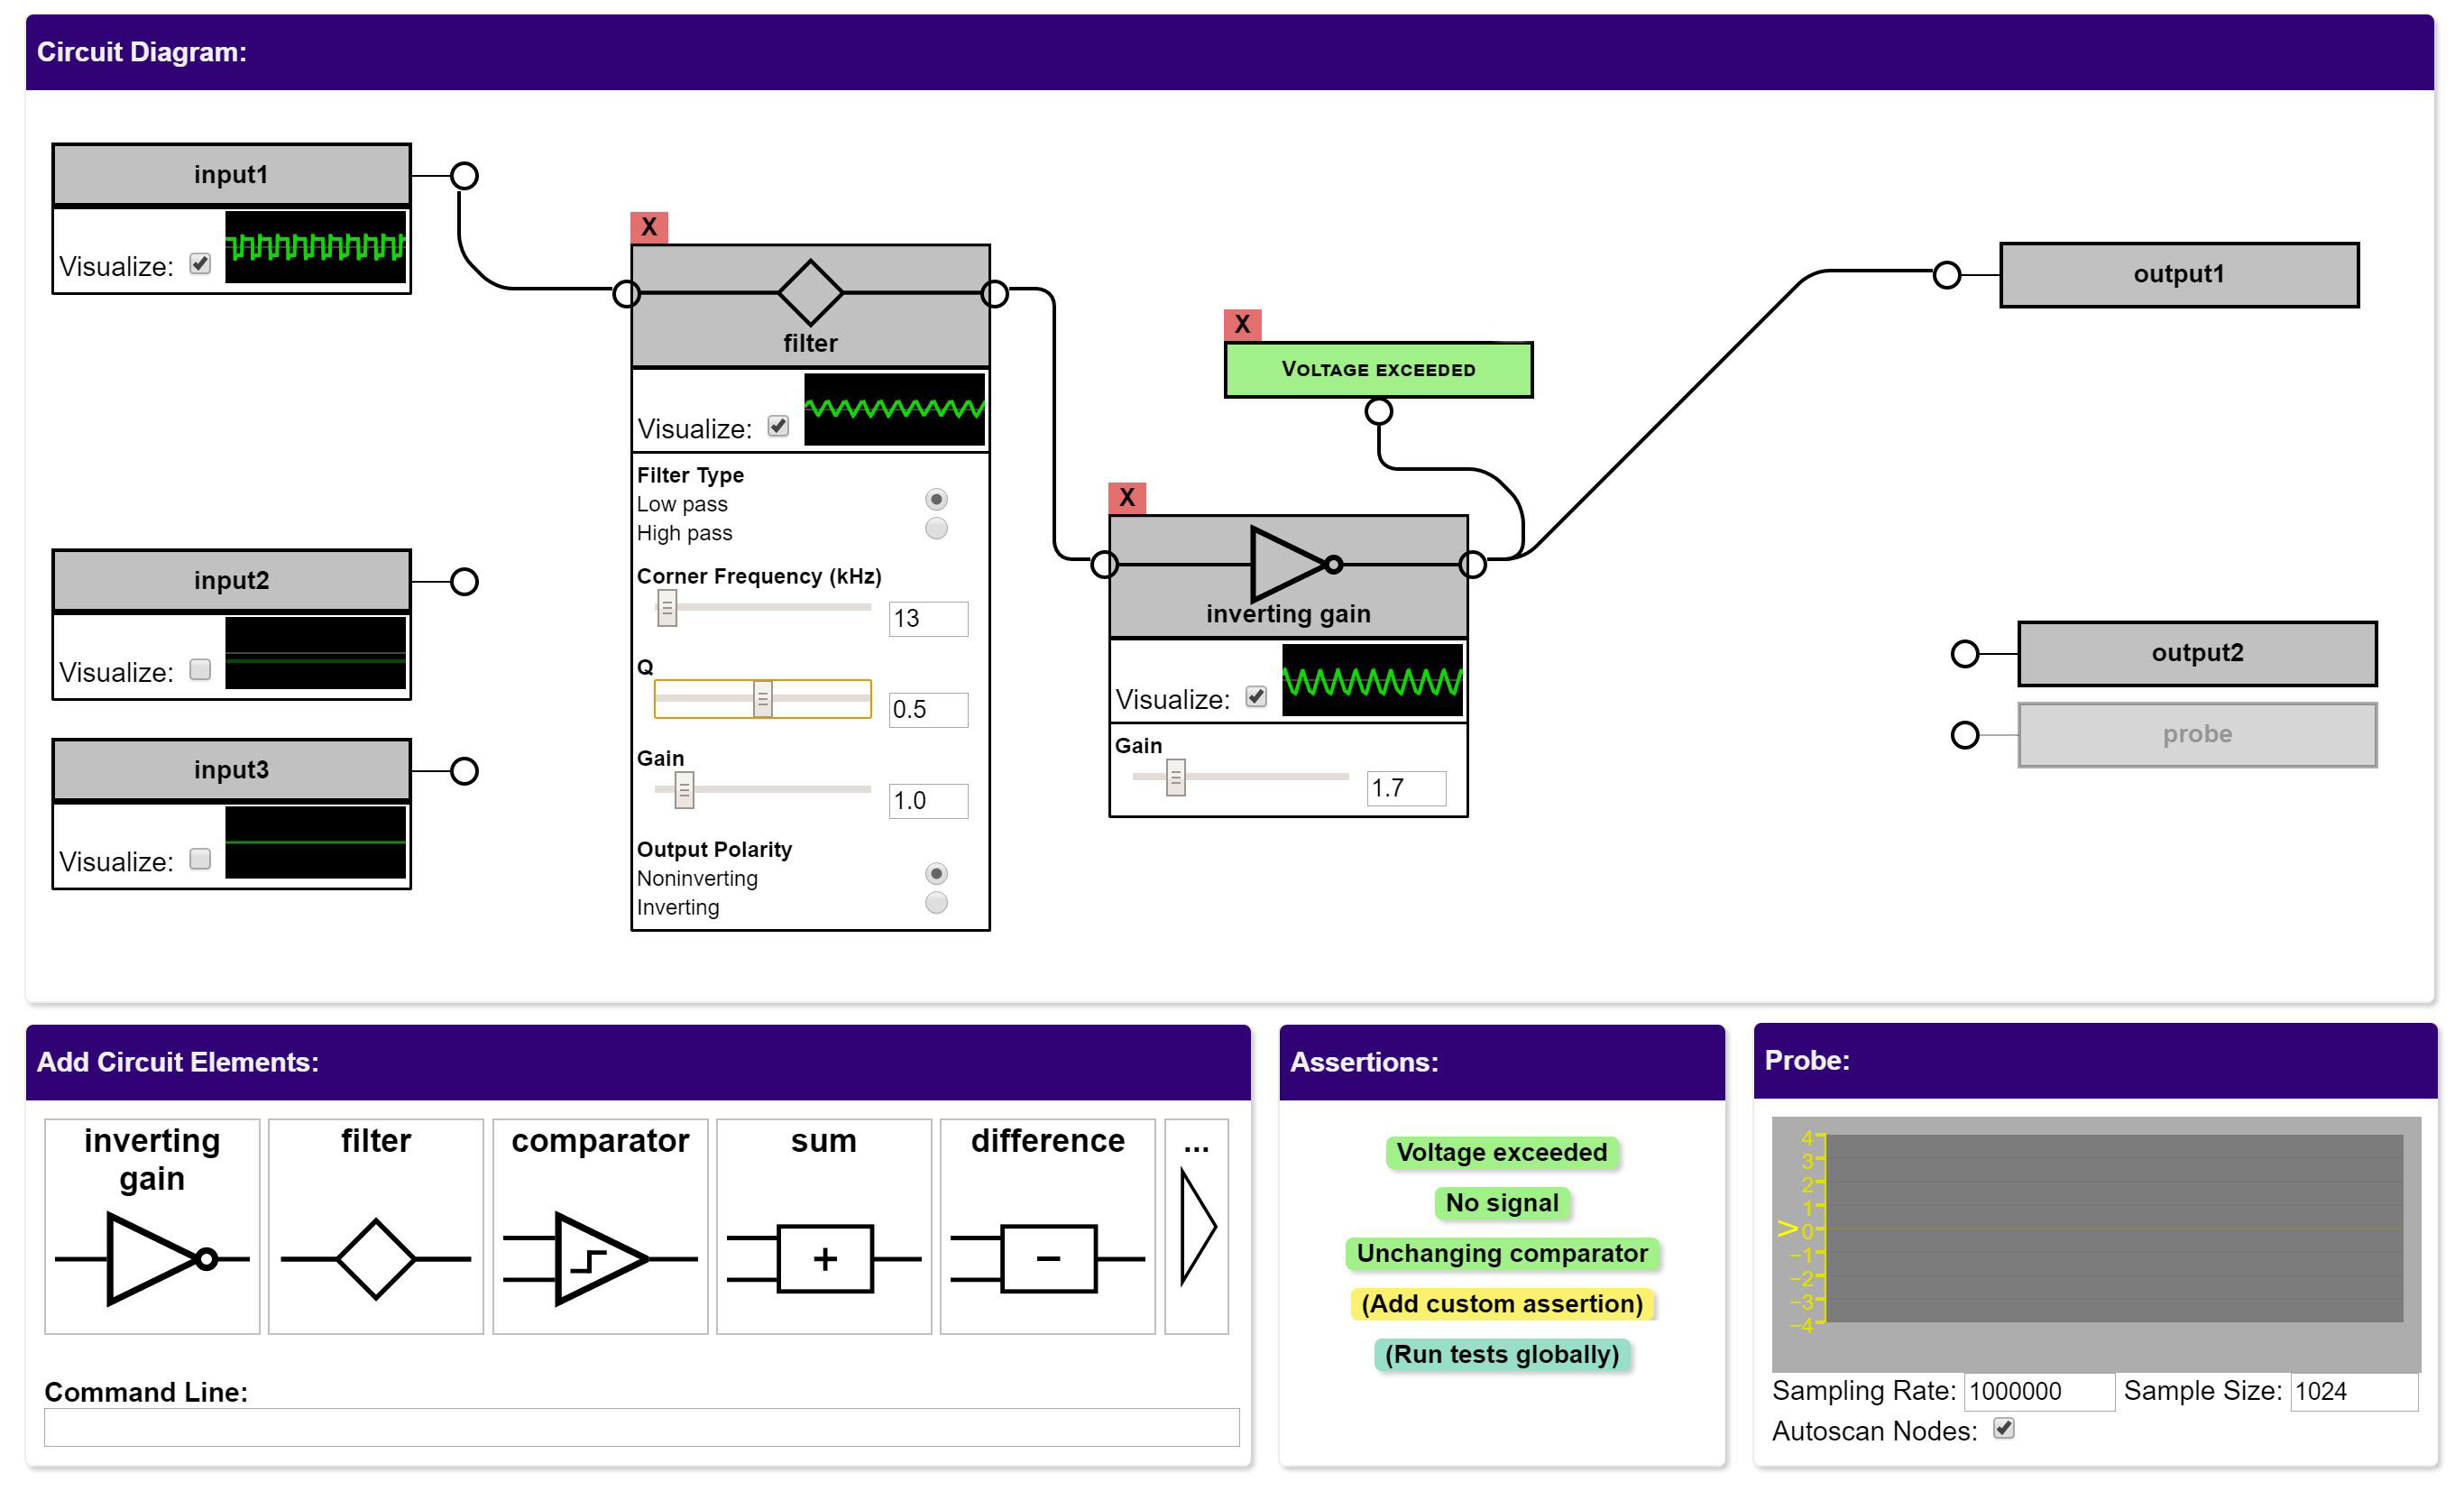 Circuit Diagram:
input1
Visualize:
X
filter
Visualize:
Filter Type
Low pass
High pass
Corner Frequency (kHz)
13
Q
0.5
Gain
1.0
Output Polarity
Noninverting
Inverting
input2
Visualize:
input3
Visualize:
X
VOLTAGE EXCEEDED
X
inverting gain
Visualize:
Gain
1.7
output1
output2
probe
Add Circuit Elements:
inverting
gain
filter
comparator
sum
+
difference
−
...
Command Line:
Assertions:
Voltage exceeded
No signal
Unchanging comparator
(Add custom assertion)
(Run tests globally)
Probe:
V
4
3
2
1
0
−1
−2
−3
−4
Sampling Rate: 1000000 Sample Size: 1024
Autoscan Nodes: